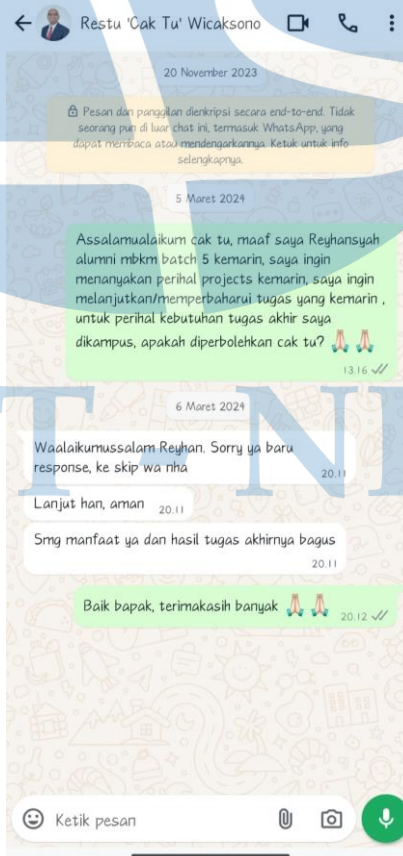 Restu 'Cak Tu' Wicaksono
20 November 2023
Pesan dan panggilan dienkripsi secara end-to-end. Tidak
seorang pun di luar chat ini, termasuk WhatsApp, yang
dapat membaca atau mendengarkannya. Ketuk untuk info
selengkapnya.
5 Maret 2024
Assalamualaikum cak tu, maaf saya Reyhansyah
alumni mbkm batch 5 kemarin, saya ingin
menanyakan perihal projects kemarin, saya ingin
melanjutkan/memperbaharui tugas yang kemarin ,
untuk perihal kebutuhan tugas akhir saya
dikampus, apakah diperbolehkan cak tu? 🙏🏻 🙏🏻
13.16
6 Maret 2024
Waalaikumussalam Reyhan. Sorry ya baru
response, ke skip wa nha
20.11
Lanjut han, aman 20.11
Smg manfaat ya dan hasil tugas akhirnya bagus
20.11
Baik bapak, terimakasih banyak 🙏🏻 🙏🏻 20.12
Ketik pesan